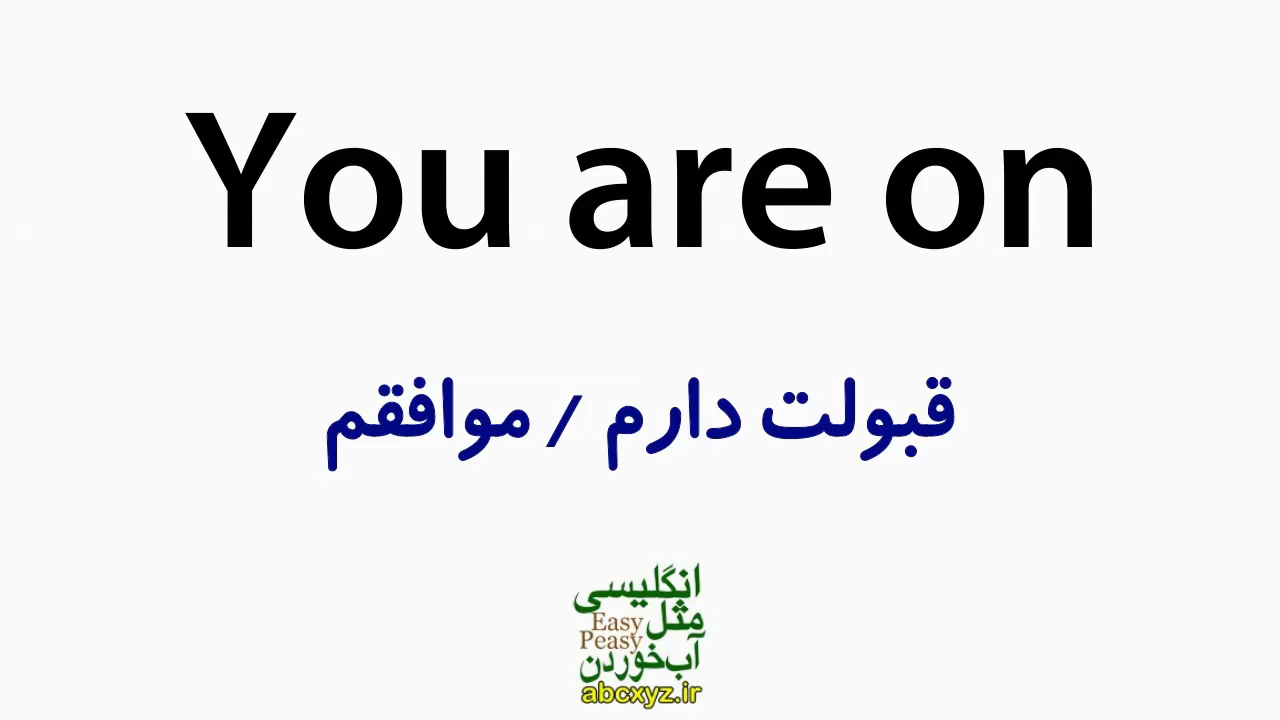 You are on
قبولت دارم / موافقم
انگلیسی
مثل Easy
Peasy
آب‌خوردن
abcxyz.ir